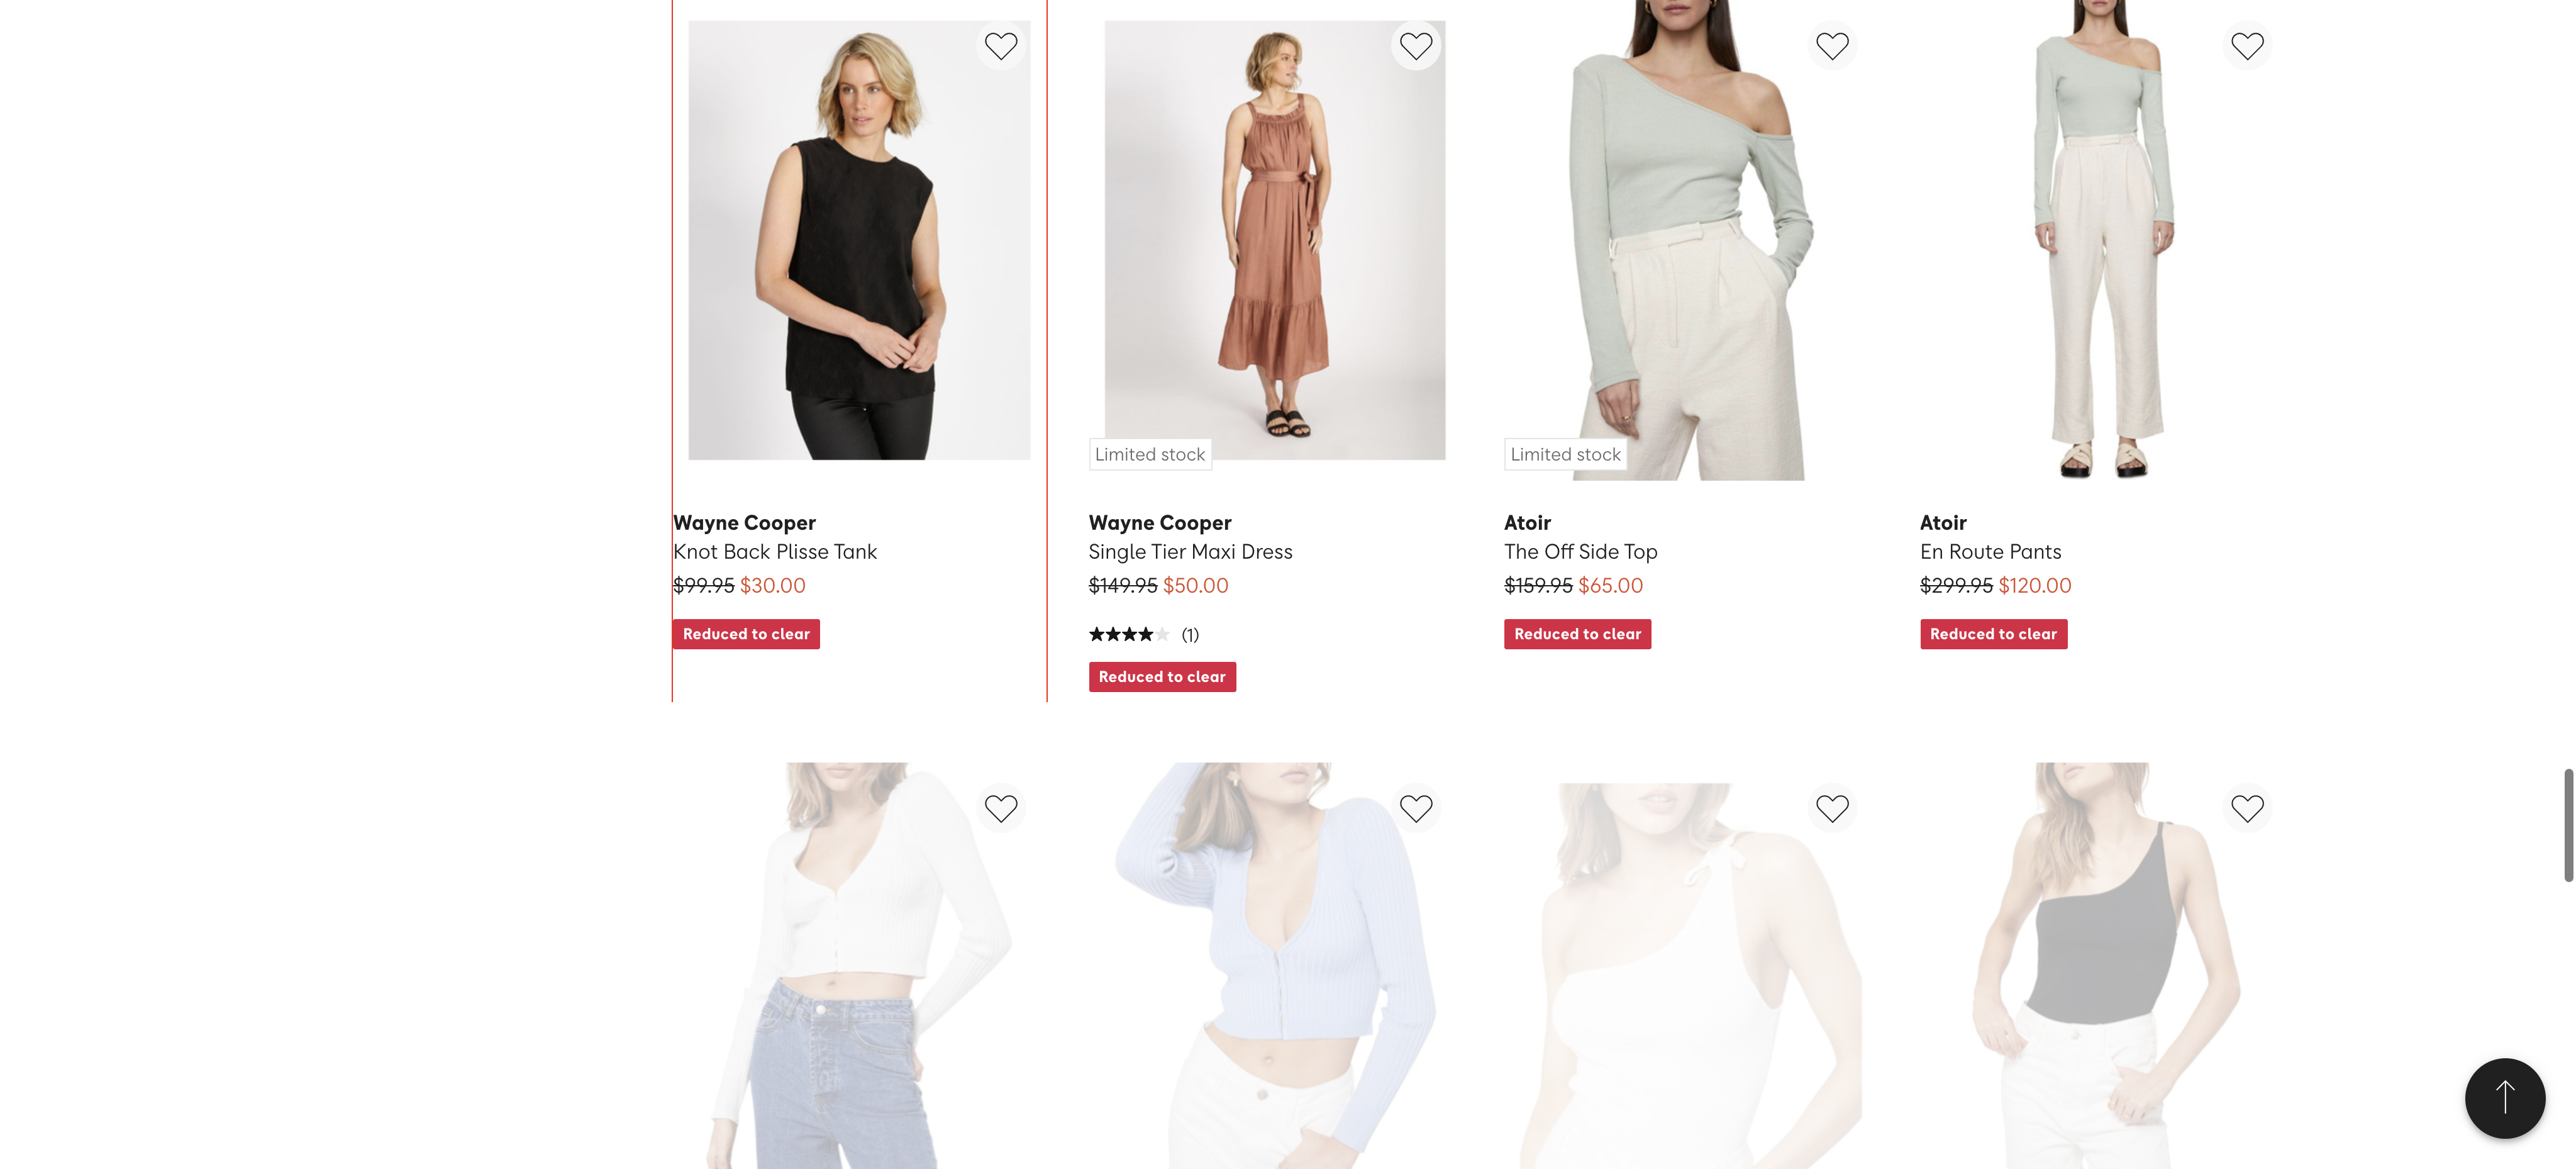 Limited stock
Limited stock
Wayne Cooper
Knot Back Plisse Tank
$99.95 $30.00
Reduced to clear
Wayne Cooper
Single Tier Maxi Dress
$149.95 $50.00
(1)
Reduced to clear
Atoir
The Off Side Top
$159.95 $65.00
Reduced to clear
Atoir
En Route Pants
$299.95 $120.00
Reduced to clear